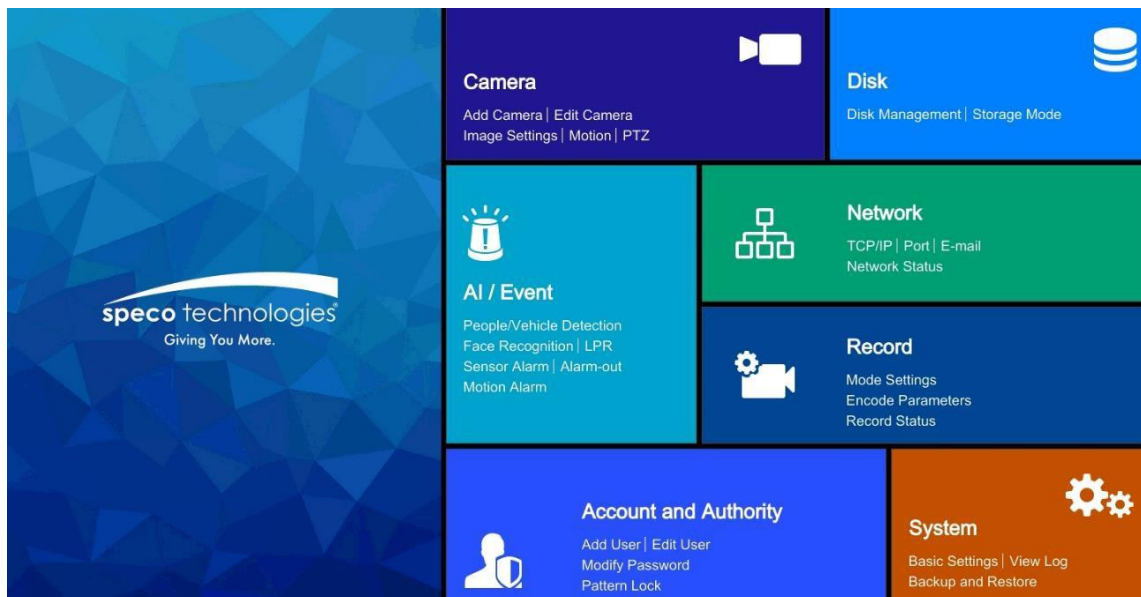 speco technologies®
Giving You More.
Camera
Add Camera | Edit Camera
Image Settings | Motion | PTZ
Disk
Disk Management | Storage Mode
AI / Event
People/Vehicle Detection
Face Recognition | LPR
Sensor Alarm | Alarm-out
Motion Alarm
Network
TCP/IP | Port | E-mail
Network Status
Record
Mode Settings
Encode Parameters
Record Status
Account and Authority
Add User | Edit User
Modify Password
Pattern Lock
System
Basic Settings | View Log
Backup and Restore